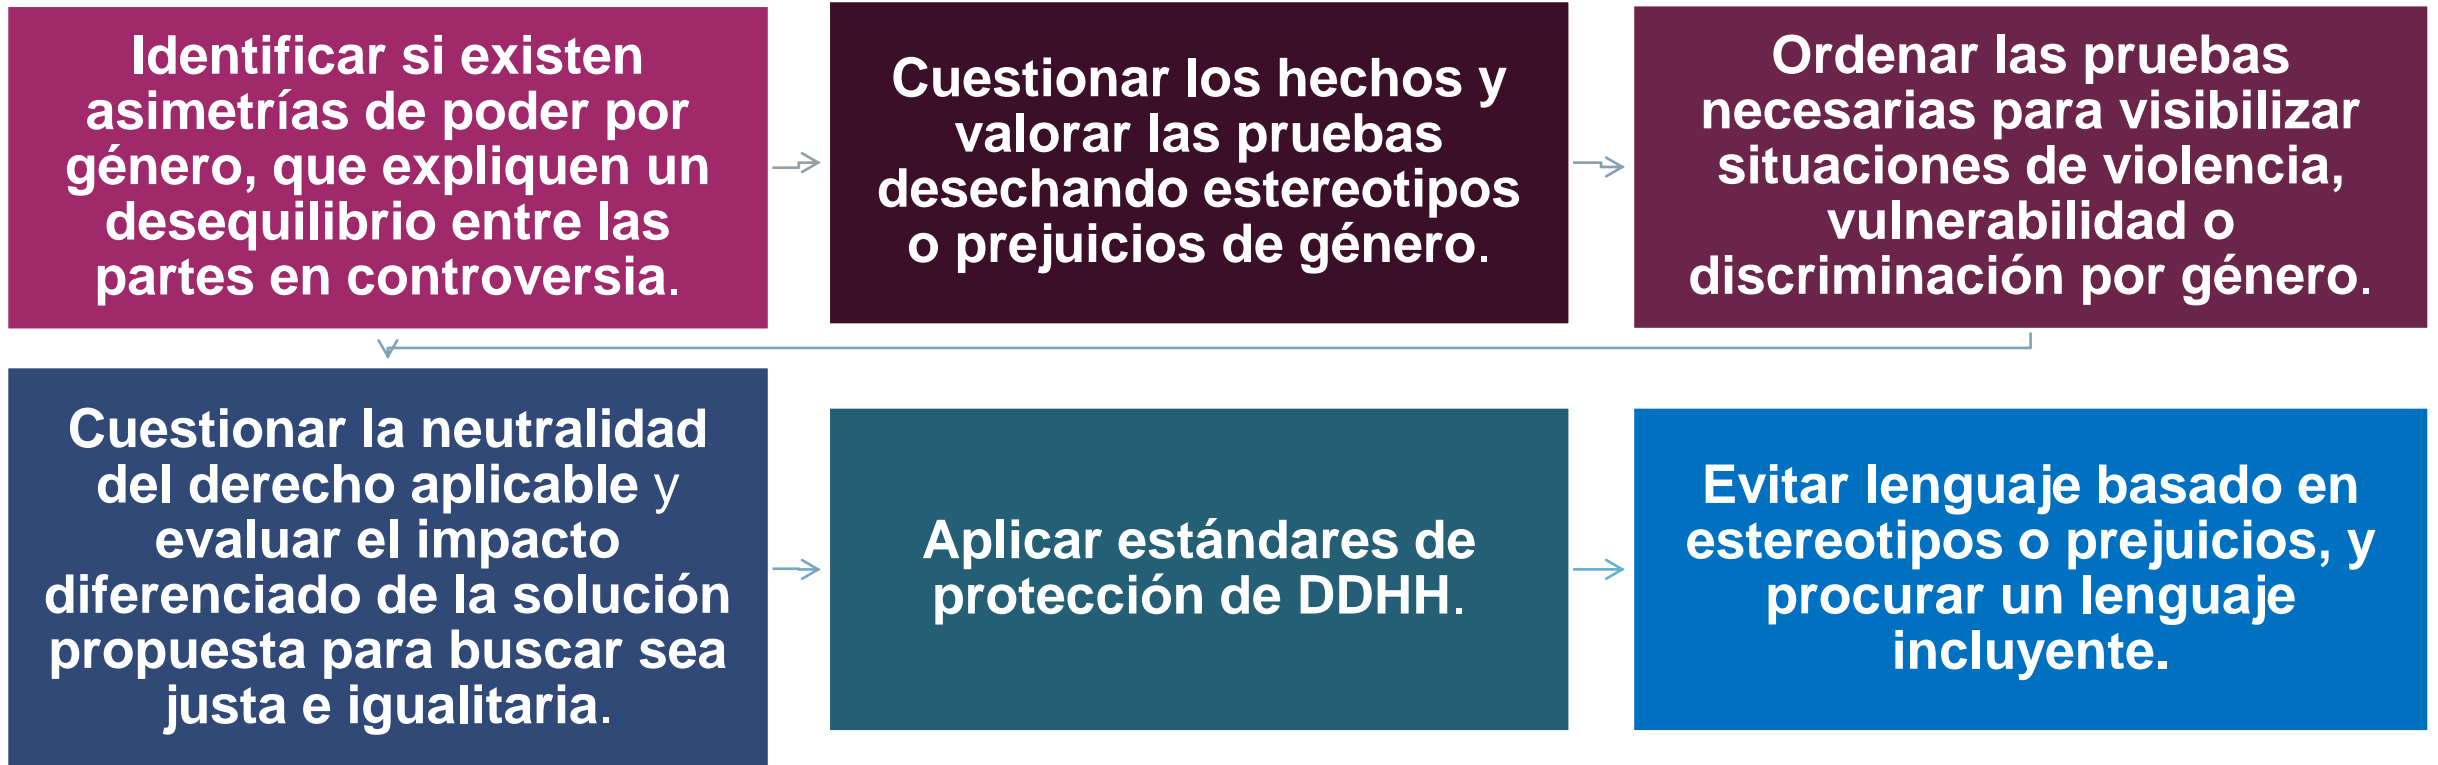 Identificar si existen
asimetrías de poder por
género, que expliquen un
desequilibrio entre las
partes en controversia.
Cuestionar los hechos y
valorar las pruebas
desechando estereotipos
o prejuicios de género.
Ordenar las pruebas
necesarias para visibilizar
situaciones de violencia,
vulnerabilidad o
discriminación por género.
Cuestionar la neutralidad
del derecho aplicable y
evaluar el impacto
diferenciado de la solución
propuesta para buscar sea
justa e igualitaria.
Aplicar estándares de
protección de DDHH.
Evitar lenguaje basado en
estereotipos o prejuicios, y
procurar un lenguaje
incluyente.